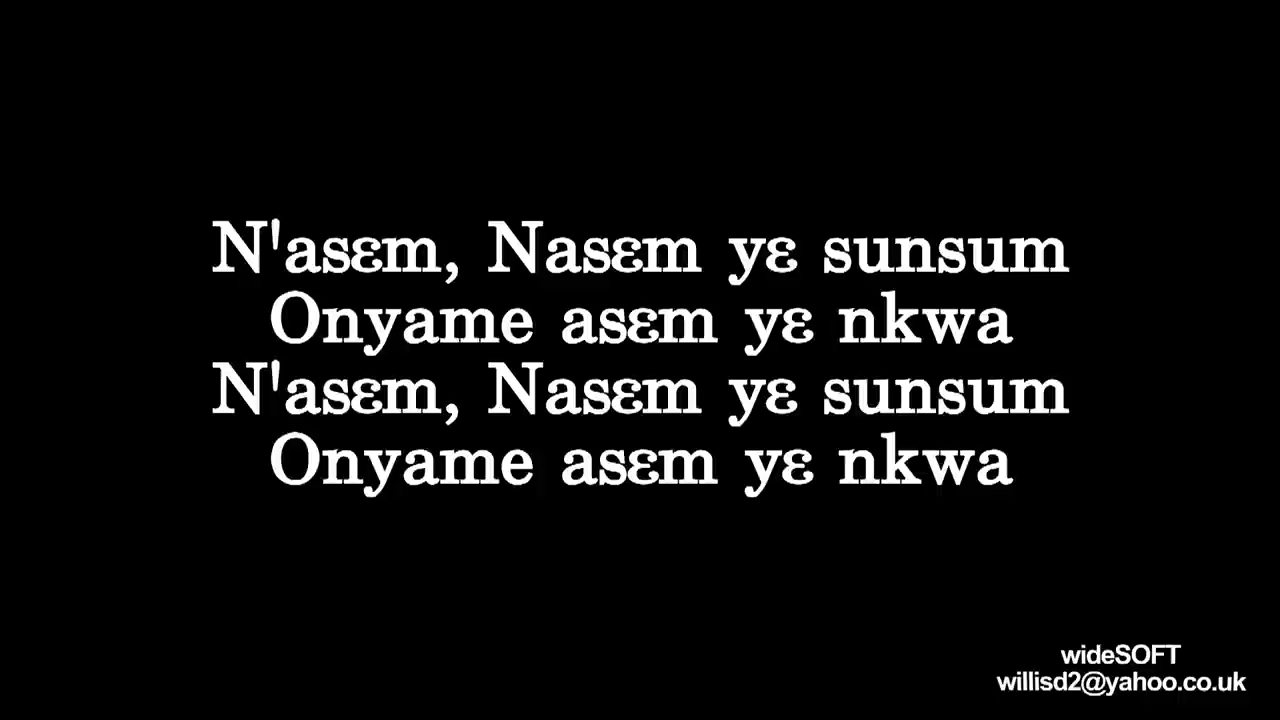 N'asɛm, Nasɛm yɛ sunsum
Onyame asɛm yɛ nkwa
N'asɛm, Nasɛm yɛ sunsum
Onyame asɛm yɛ nkwa
wideSOFT
willisd2@yahoo.co.uk